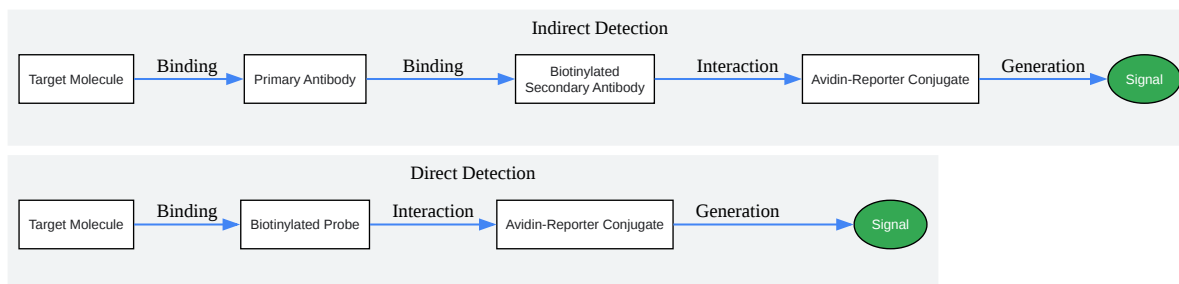 Indirect Detection
Target Molecule
Binding
Primary Antibody
Binding
Biotinylated
Secondary Antibody
Interaction
Avidin-Reporter Conjugate
Generation
Signal
Direct Detection
Target Molecule
Binding
Biotinylated Probe
Interaction
Avidin-Reporter Conjugate
Generation
Signal